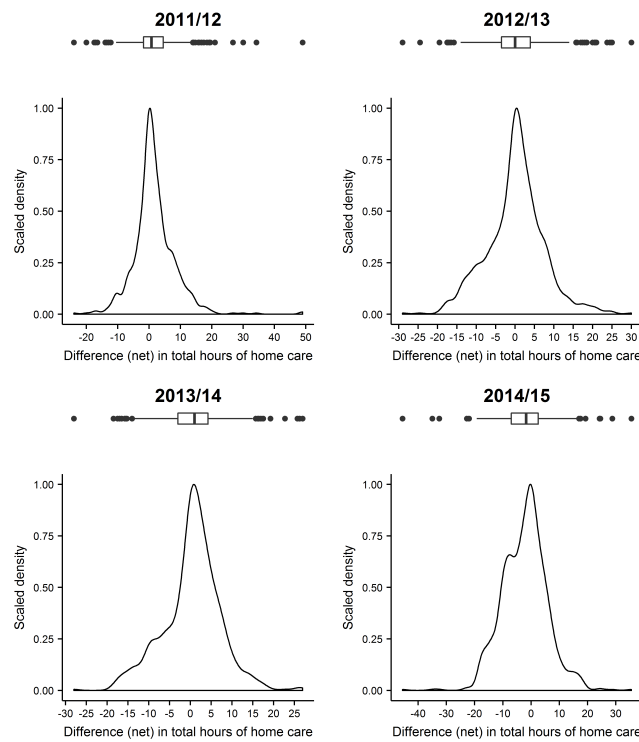 2011/12
1.00
0.75
0.50
0.25
0.00
Scaled density
-20 -10 0 10 20 30 40 50
Difference (net) in total hours of home care
2012/13
1.00
0.75
0.50
0.25
0.00
Scaled density
-30 -25 -20 -15 -10 -5 0 5 10 15 20 25 30
Difference (net) in total hours of home care
2013/14
1.00
0.75
0.50
0.25
0.00
Scaled density
-30 -25 -20 -15 -10 -5 0 5 10 15 20 25
Difference (net) in total hours of home care
2014/15
1.00
0.75
0.50
0.25
0.00
Scaled density
-40 -30 -20 -10 0 10 20 30
Difference (net) in total hours of home care